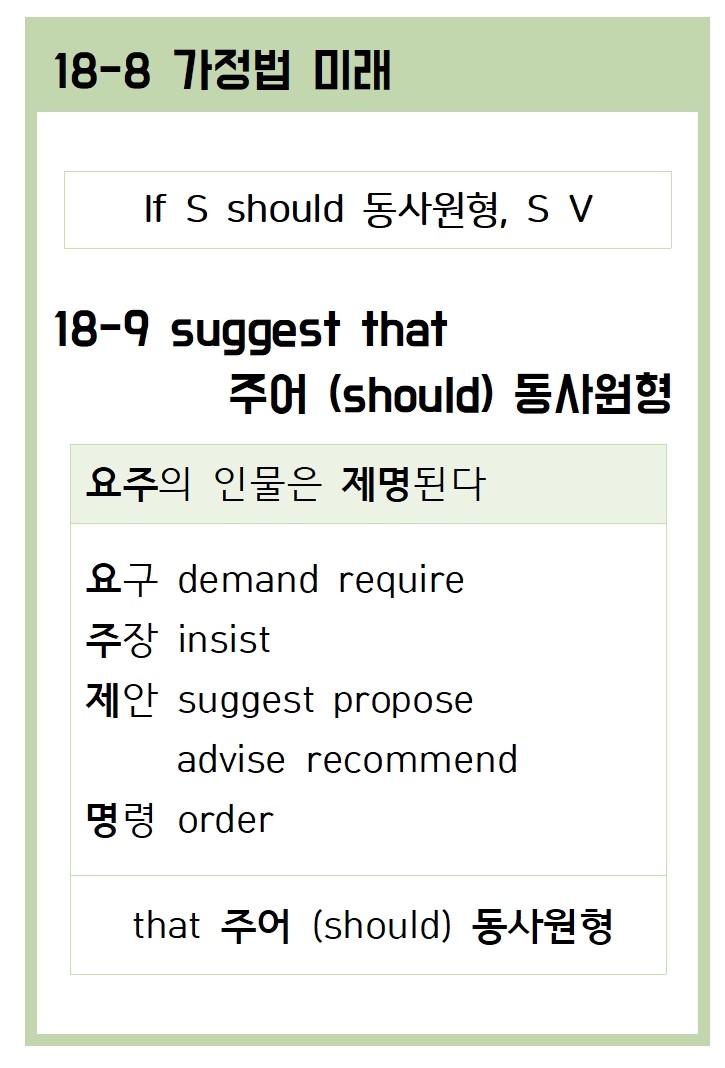 18-8 가정법 미래
If S should 동사원형, S V
18-9 suggest that
주어 (should) 동사원형
요주의 인물은 제명된다
요구 demand require
주장 insist
제안 suggest propose
advise recommend
명령 order
that 주어 (should) 동사원형